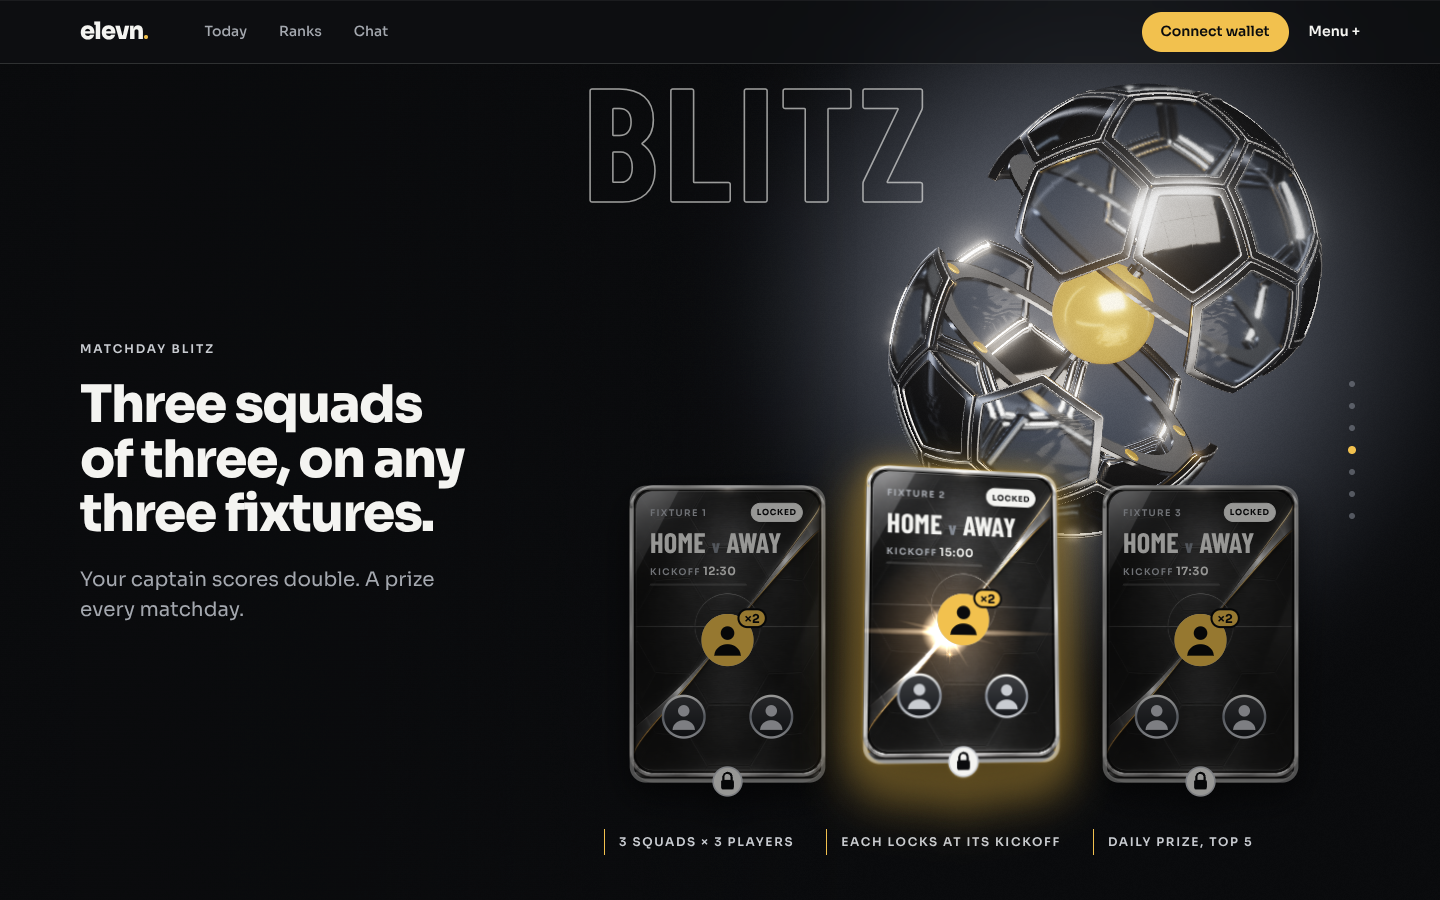 elevn.
Today
Ranks
Chat
Connect wallet
Menu +
BLITZ
MATCHDAY BLITZ
Three squads
of three, on any
three fixtures.
Your captain scores double. A prize
every matchday.
FIXTURE 1
LOCKED
HOME v AWAY
KICKOFF 12:30
×2
FIXTURE 2
LOCKED
HOME v AWAY
KICKOFF 15:00
×2
FIXTURE 3
LOCKED
HOME v AWAY
KICKOFF 17:30
×2
3 SQUADS × 3 PLAYERS
EACH LOCKS AT ITS KICKOFF
DAILY PRIZE, TOP 5